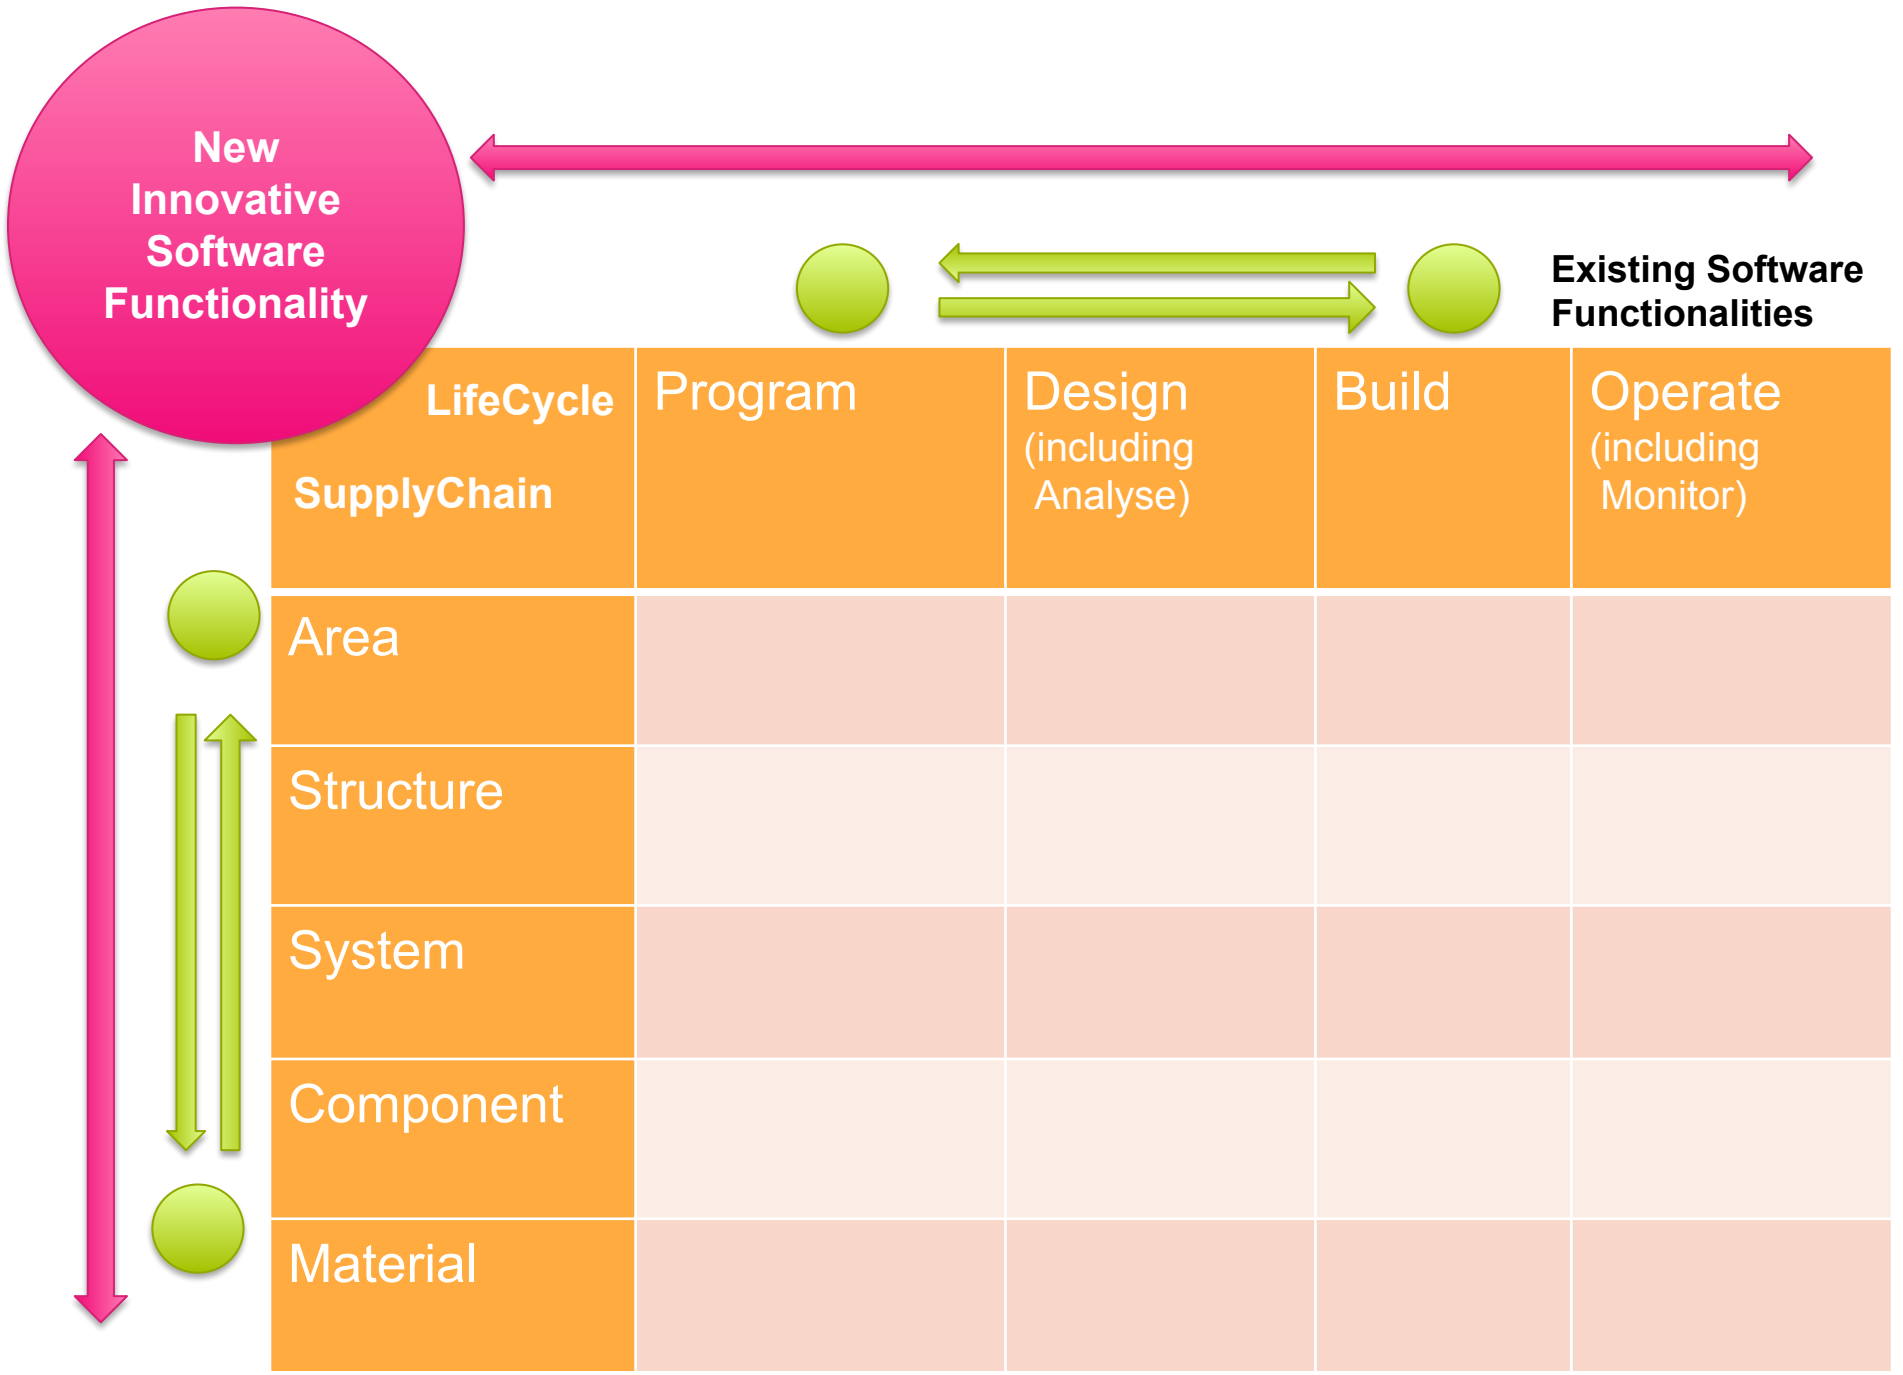 New
Innovative
Software
Functionality
Existing Software
Functionalities
LifeCycle
SupplyChain
Program
Design
(including
Analyse)
Build
Operate
(including
Monitor)
Area
Structure
System
Component
Material